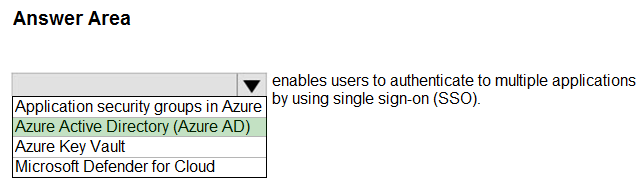 Answer Area
enables users to authenticate to multiple applications
by using single sign-on (SSO).
Application security groups in Azure
Azure Active Directory (Azure AD)
Azure Key Vault
Microsoft Defender for Cloud